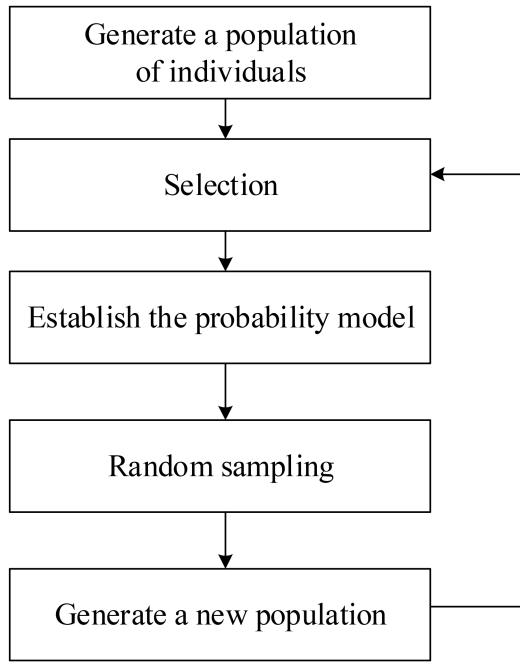 Generate a population
of individuals
Selection
Establish the probability model
Random sampling
Generate a new population